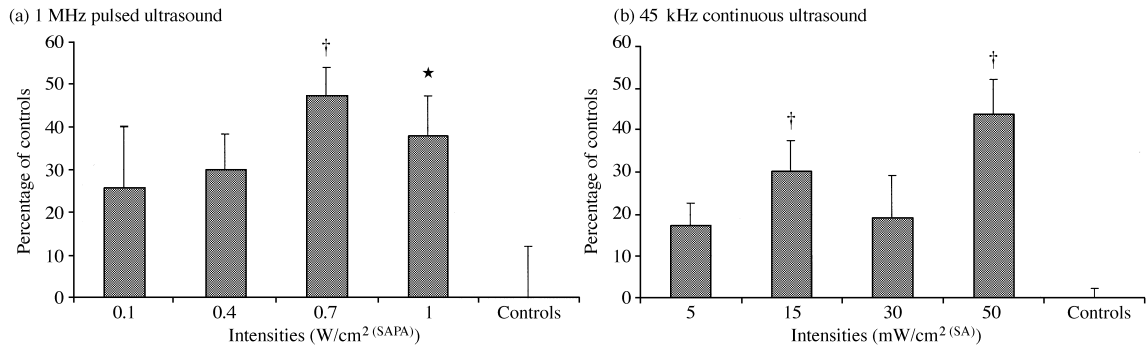 (a) 1 MHz pulsed ultrasound
60
50
40
30
20
10
0
Percentage of controls
†
★
0.1 0.4 0.7 1 Controls
Intensities (W/cm² (SAPA))
(b) 45 kHz continuous ultrasound
60
50
40
30
20
10
0
Percentage of controls
†
†
5 15 30 50 Controls
Intensities (mW/cm² (SA))